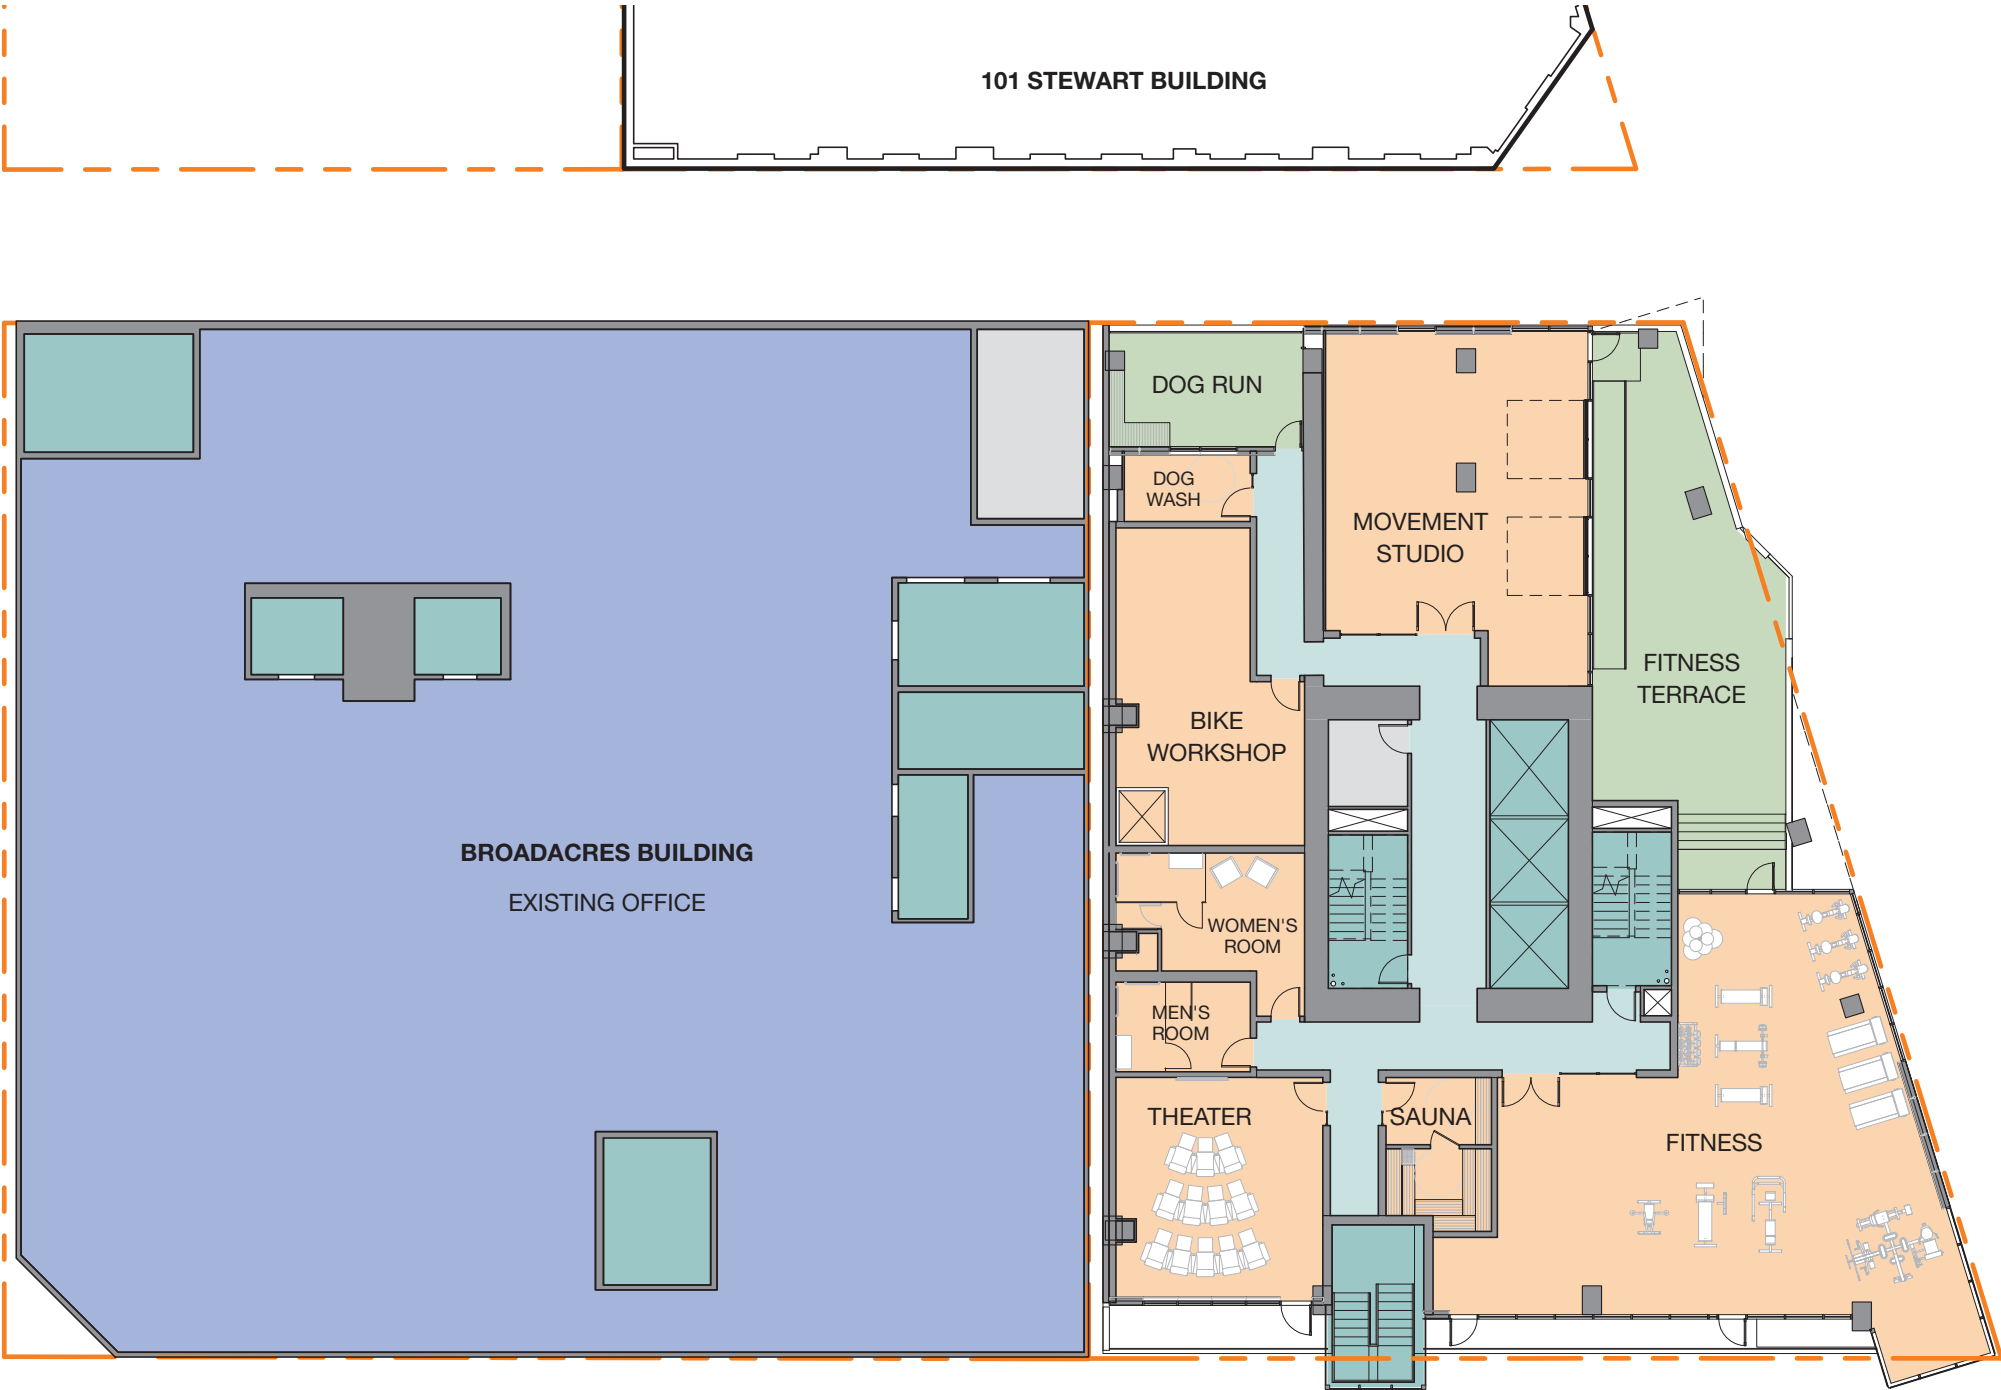 101 STEWART BUILDING
DOG RUN
DOG
WASH
MOVEMENT
STUDIO
FITNESS
TERRACE
BIKE
WORKSHOP
BROADACRES BUILDING
EXISTING OFFICE
WOMEN'S
ROOM
MEN'S
ROOM
THEATER
SAUNA
FITNESS